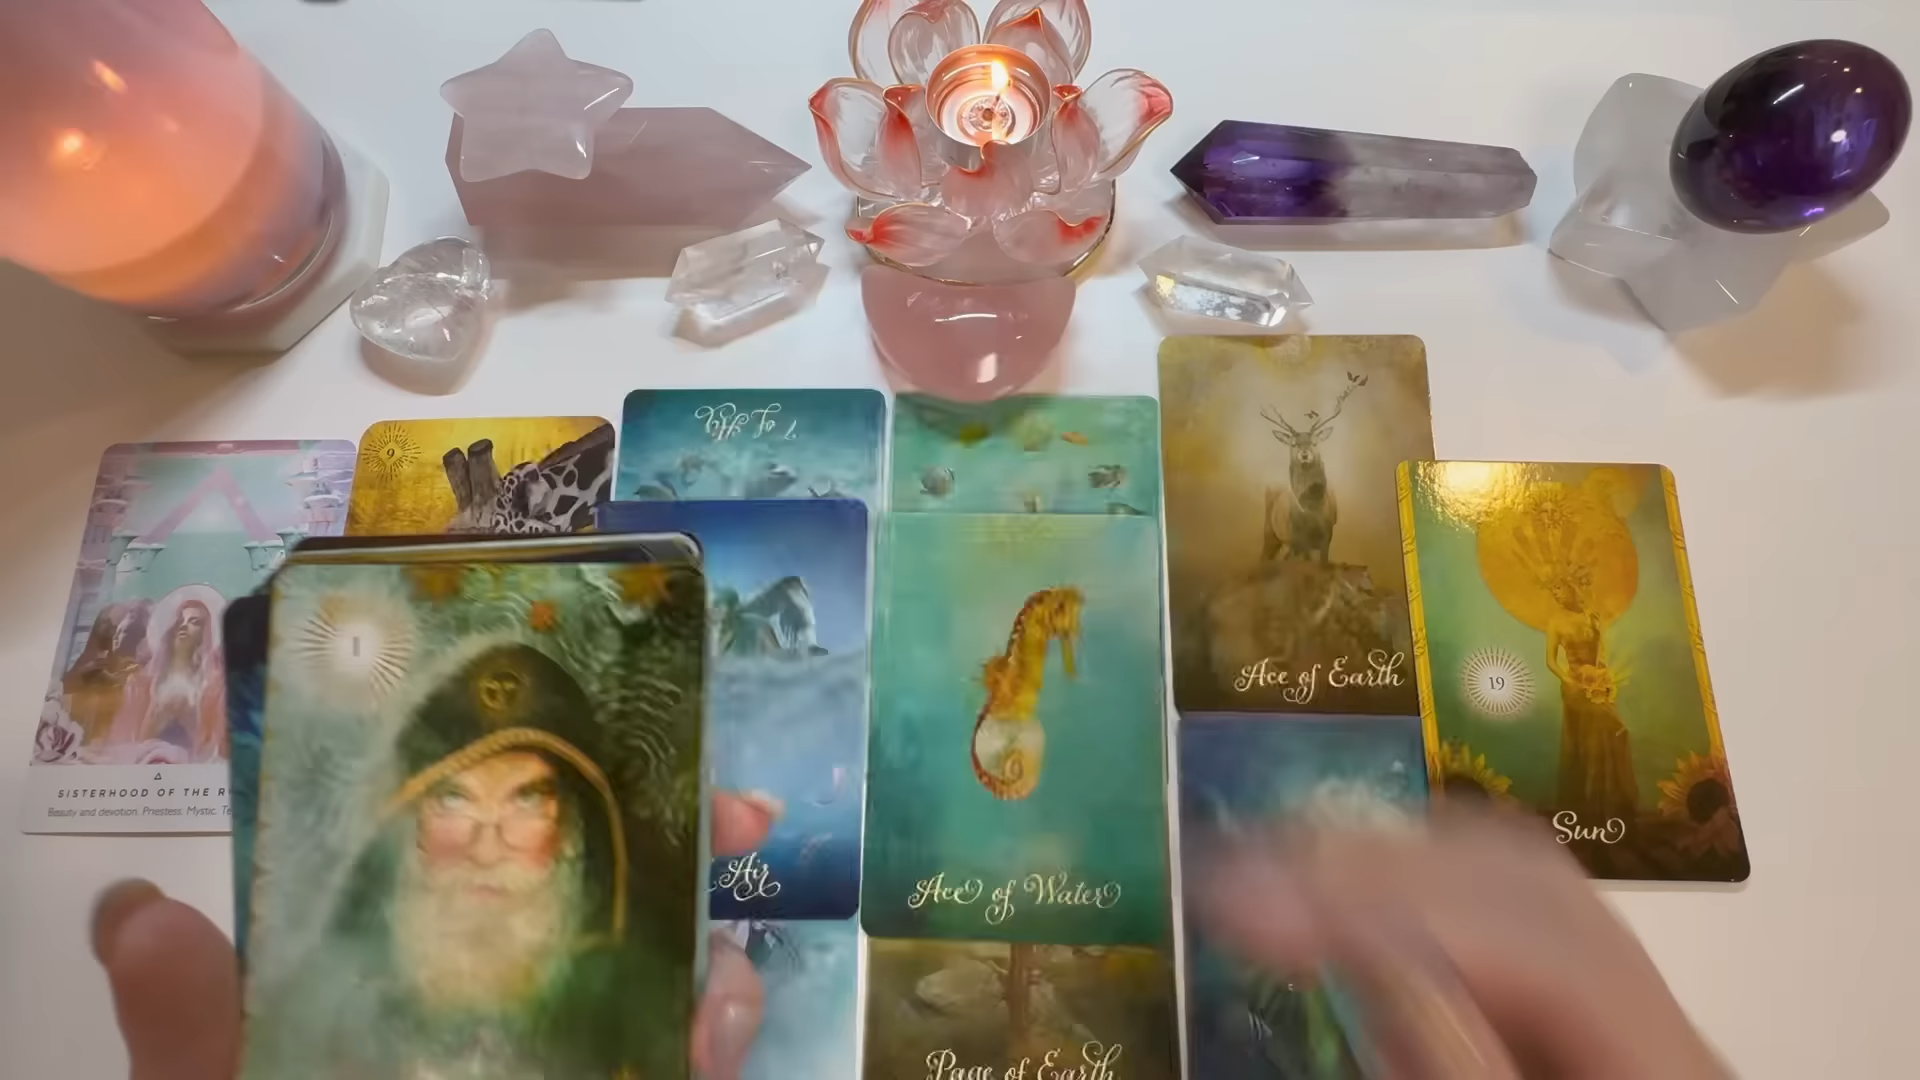 9
Ace of Earth
1
19
SISTERHOOD OF THE
Beauty and devotion. Priestess. Mystic.
Sun
Air
Ace of Water
Page of Earth